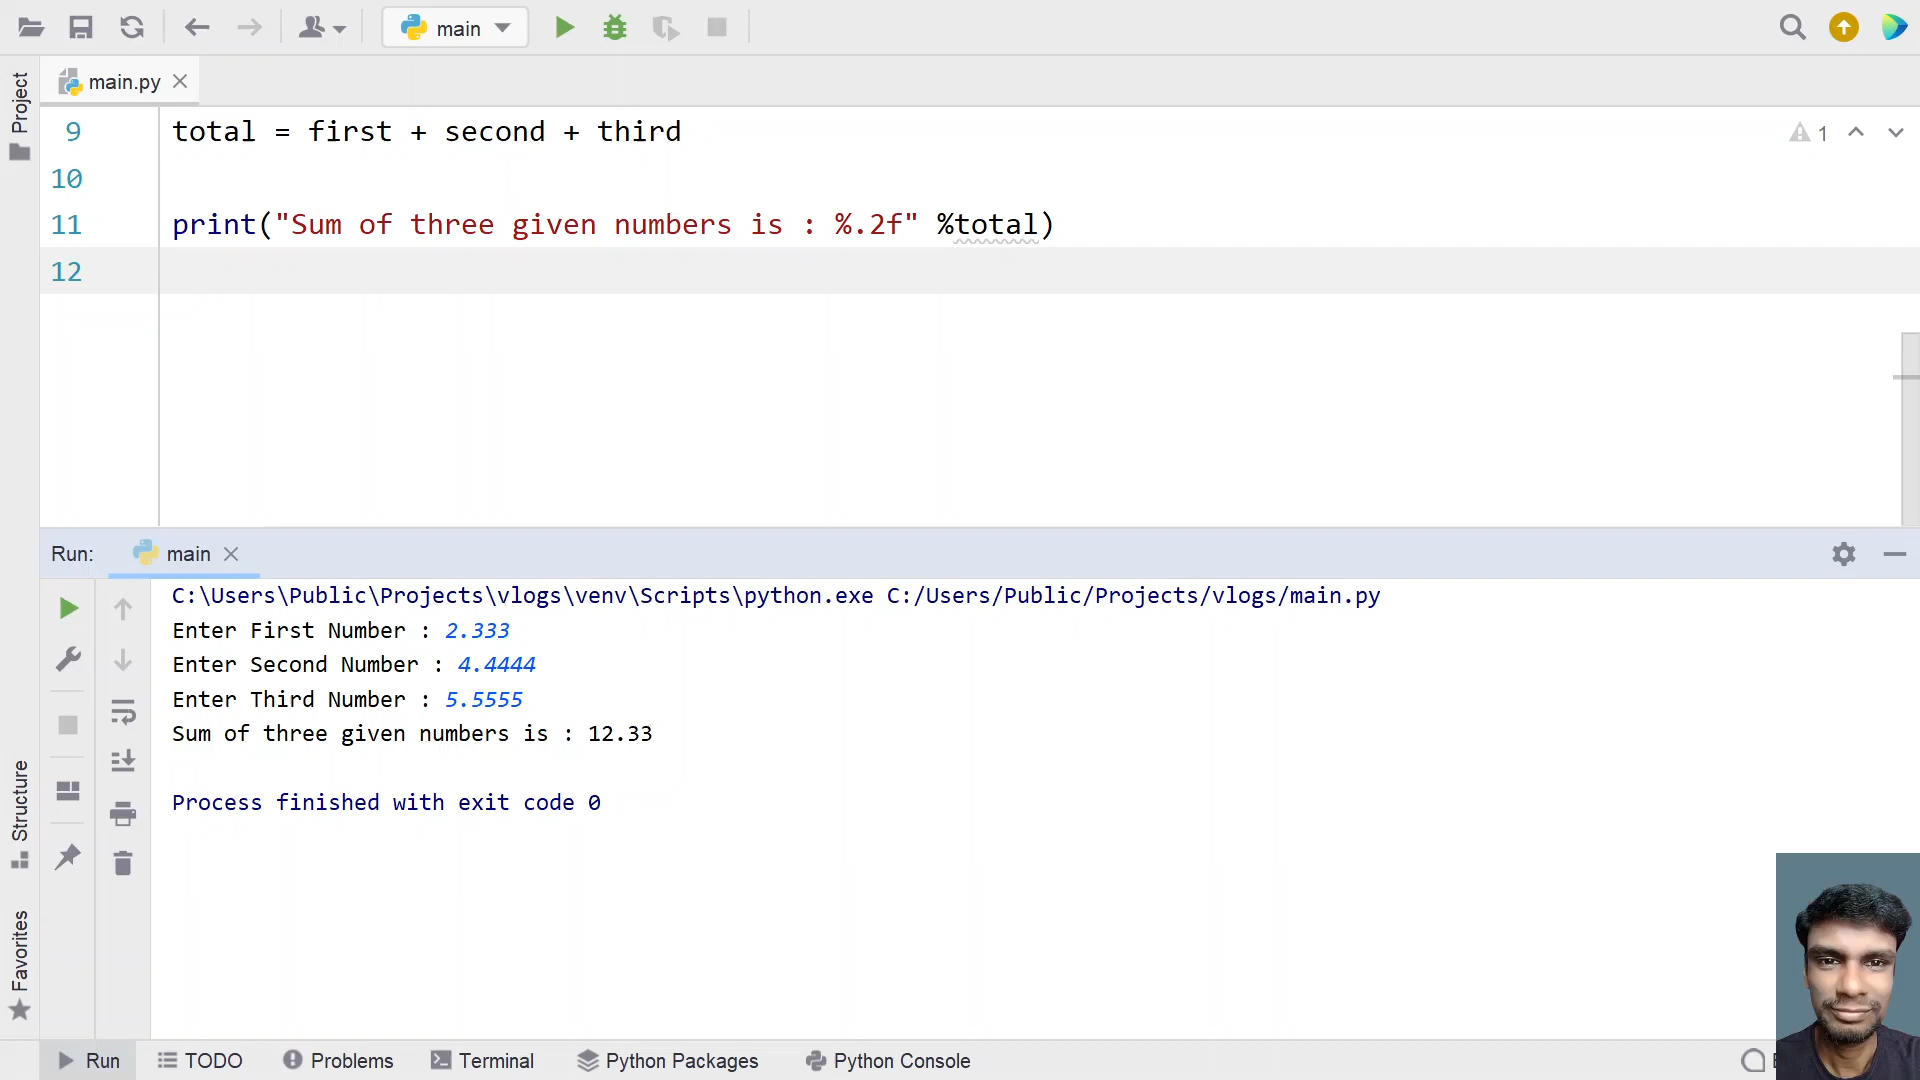 main
Project
main.py
1
9 total = first + second + third
10
11 print("Sum of three given numbers is : %.2f" %total)
12
Run: main
C:\Users\Public\Projects\vlogs\venv\Scripts\python.exe C:/Users/Public/Projects/vlogs/main.py
Enter First Number : 2.333
Enter Second Number : 4.4444
Enter Third Number : 5.5555
Sum of three given numbers is : 12.33
Process finished with exit code 0
Structure
Favorites
Run TODO Problems Terminal Python Packages Python Console